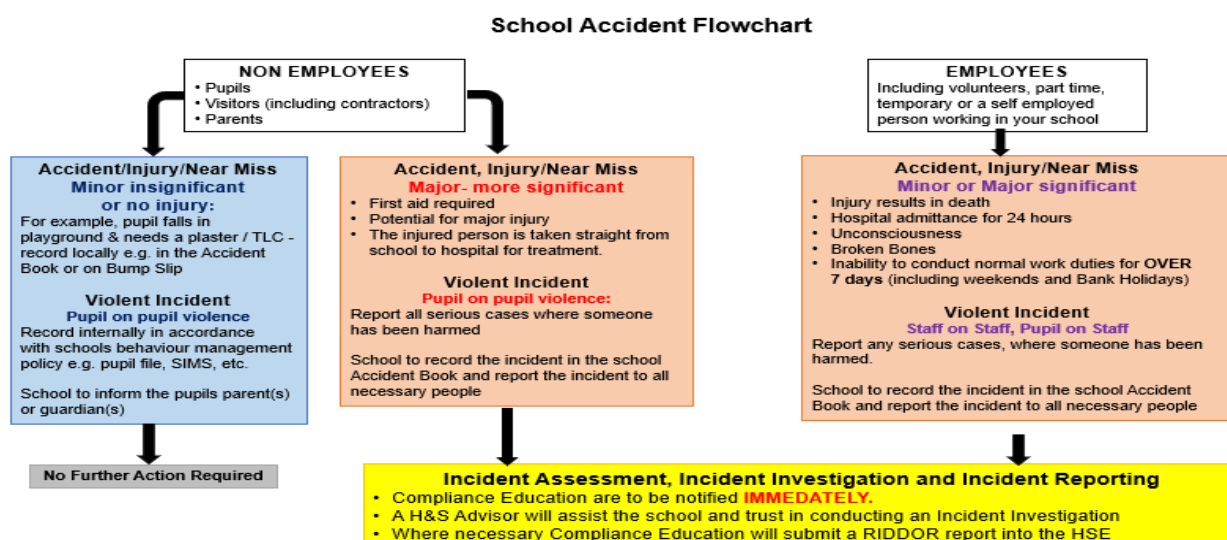 School Accident Flowchart
NON EMPLOYEES
• Pupils
• Visitors (including contractors)
• Parents
EMPLOYEES
Including volunteers, part time,
temporary or a self employed
person working in your school
Accident/Injury/Near Miss
Minor insignificant
or no injury:
For example, pupil falls in
playground & needs a plaster / TLC -
record locally e.g. in the Accident
Book or on Bump Slip
Violent Incident
Pupil on pupil violence
Record internally in accordance
with schools behaviour management
policy e.g. pupil file, SIMS, etc.
School to inform the pupils parent(s)
or guardian(s)
No Further Action Required
Accident, Injury/Near Miss
Major- more significant
• First aid required
• Potential for major injury
• The injured person is taken straight from
school to hospital for treatment.
Violent Incident
Pupil on pupil violence:
Report all serious cases where someone
has been harmed
School to record the incident in the school
Accident Book and report the incident to all
necessary people
Accident, Injury/Near Miss
Minor or Major significant
• Injury results in death
• Hospital admittance for 24 hours
• Unconsciousness
• Broken Bones
• Inability to conduct normal work duties for OVER
7 days (including weekends and Bank Holidays)
Violent Incident
Staff on Staff, Pupil on Staff
Report any serious cases, where someone has been
harmed.
School to record the incident in the school Accident
Book and report the incident to all necessary people
Incident Assessment, Incident Investigation and Incident Reporting
• Compliance Education are to be notified IMMEDIATELY.
• A H&S Advisor will assist the school and trust in conducting an Incident Investigation
• Where necessary Compliance Education will submit a RIDDOR report into the HSE